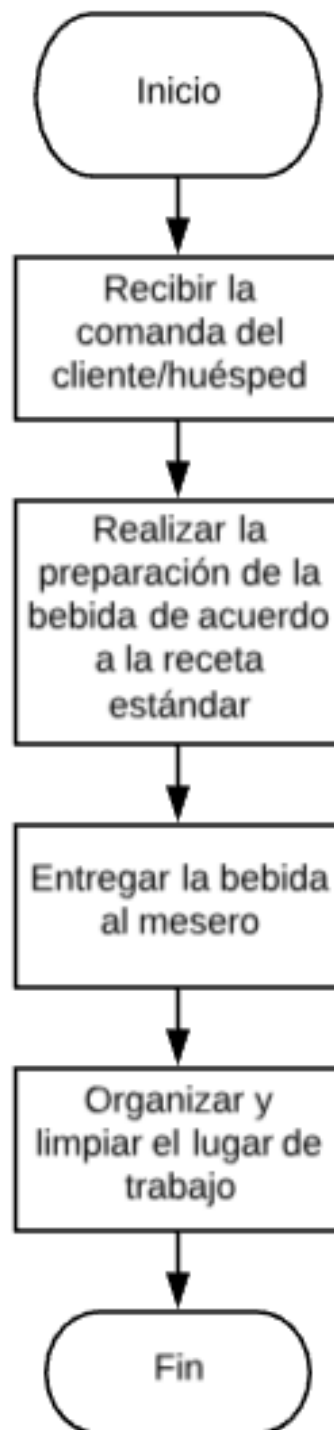 Inicio
Recibir la
comanda del
cliente/huésped
Realizar la
preparación de la
bebida de acuerdo
a la receta
estándar
Entregar la bebida
al mesero
Organizar y
limpiar el lugar de
trabajo
Fin